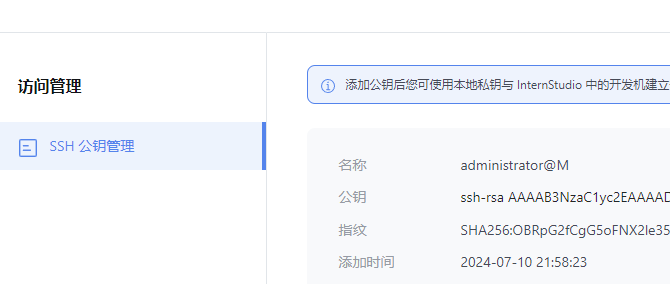 访问管理
SSH 公钥管理
添加公钥后您可使用本地私钥与 InternStudio 中的开发机建立
名称 administrator@M
公钥 ssh-rsa AAAAB3NzaC1yc2EAAAAD
指纹 SHA256:OBRpG2fCgG5oFNX2Ie35
添加时间 2024-07-10 21:58:23